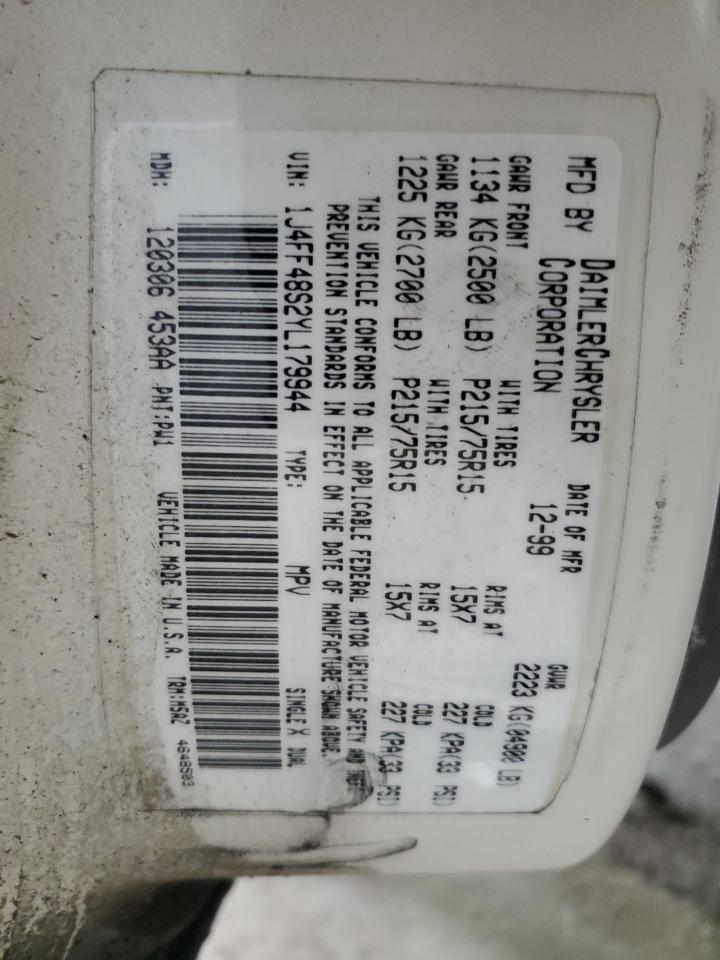 MFD BY DAIMLERCHRYSLER CORPORATION DATE OF MFR 12-99 GVWR 2223 KG(04900 LB)
GAWR FRONT WITH TIRES RIMS AT COLD
1134 KG(2500 LB) P215/75R15 15X7 227 KPA(33 PSI)
GAWR REAR WITH TIRES RIMS AT COLD
1225 KG(2700 LB) P215/75R15 15X7 227 KPA(33 PSI)
THIS VEHICLE CONFORMS TO ALL APPLICABLE FEDERAL MOTOR VEHICLE SAFETY AND THEFT
PREVENTION STANDARDS IN EFFECT ON THE DATE OF MANUFACTURE SHOWN ABOVE.
VIN: 1J4FF48S2YL179944 TYPE: MPV SINGLE X DUAL
MDH: 120306 453AA PNT:PW1 VEHICLE MADE IN U.S.A. TRM:MSAZ 4648503